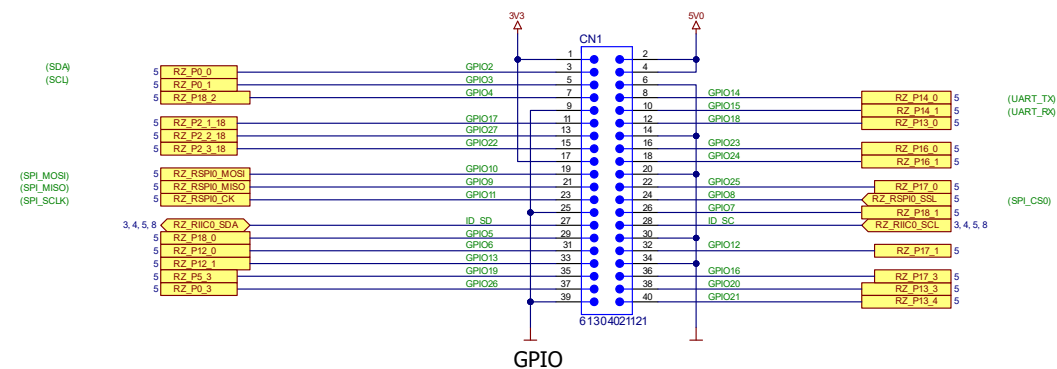 3V3 5V0
CN1
1 2
(SDA) 5 RZ_P0_0 GPIO2 3 4
(SCL) 5 RZ_P0_1 GPIO3 5 6
5 RZ_P18_2 GPIO4 7 8 GPIO14 RZ_P14_0 5 (UART_TX)
9 10 GPIO15 RZ_P14_1 5 (UART_RX)
5 RZ_P2_1_18 GPIO17 11 12 GPIO18 RZ_P13_0 5
5 RZ_P2_2_18 GPIO27 13 14
5 RZ_P2_3_18 GPIO22 15 16 GPIO23 RZ_P16_0 5
17 18 GPIO24 RZ_P16_1 5
(SPI_MOSI) 5 RZ_RSPI0_MOSI GPIO10 19 20
(SPI_MISO) 5 RZ_RSPI0_MISO GPIO9 21 22 GPIO25 RZ_P17_0 5
(SPI_SCLK) 5 RZ_RSPI0_CK GPIO11 23 24 GPIO8 RZ_RSPI0_SSL 5 (SPI_CS0)
25 26 GPIO7 RZ_P18_1 5
3, 4, 5, 8 RZ_RIIC0_SDA ID_SD 27 28 ID_SC RZ_RIIC0_SCL 3, 4, 5, 8
5 RZ_P18_0 GPIO5 29 30
5 RZ_P12_0 GPIO6 31 32 GPIO12 RZ_P17_1 5
5 RZ_P12_1 GPIO13 33 34
5 RZ_P5_3 GPIO19 35 36 GPIO16 RZ_P17_3 5
5 RZ_P0_3 GPIO26 37 38 GPIO20 RZ_P13_3 5
39 40 GPIO21 RZ_P13_4 5
61304021121
GPIO